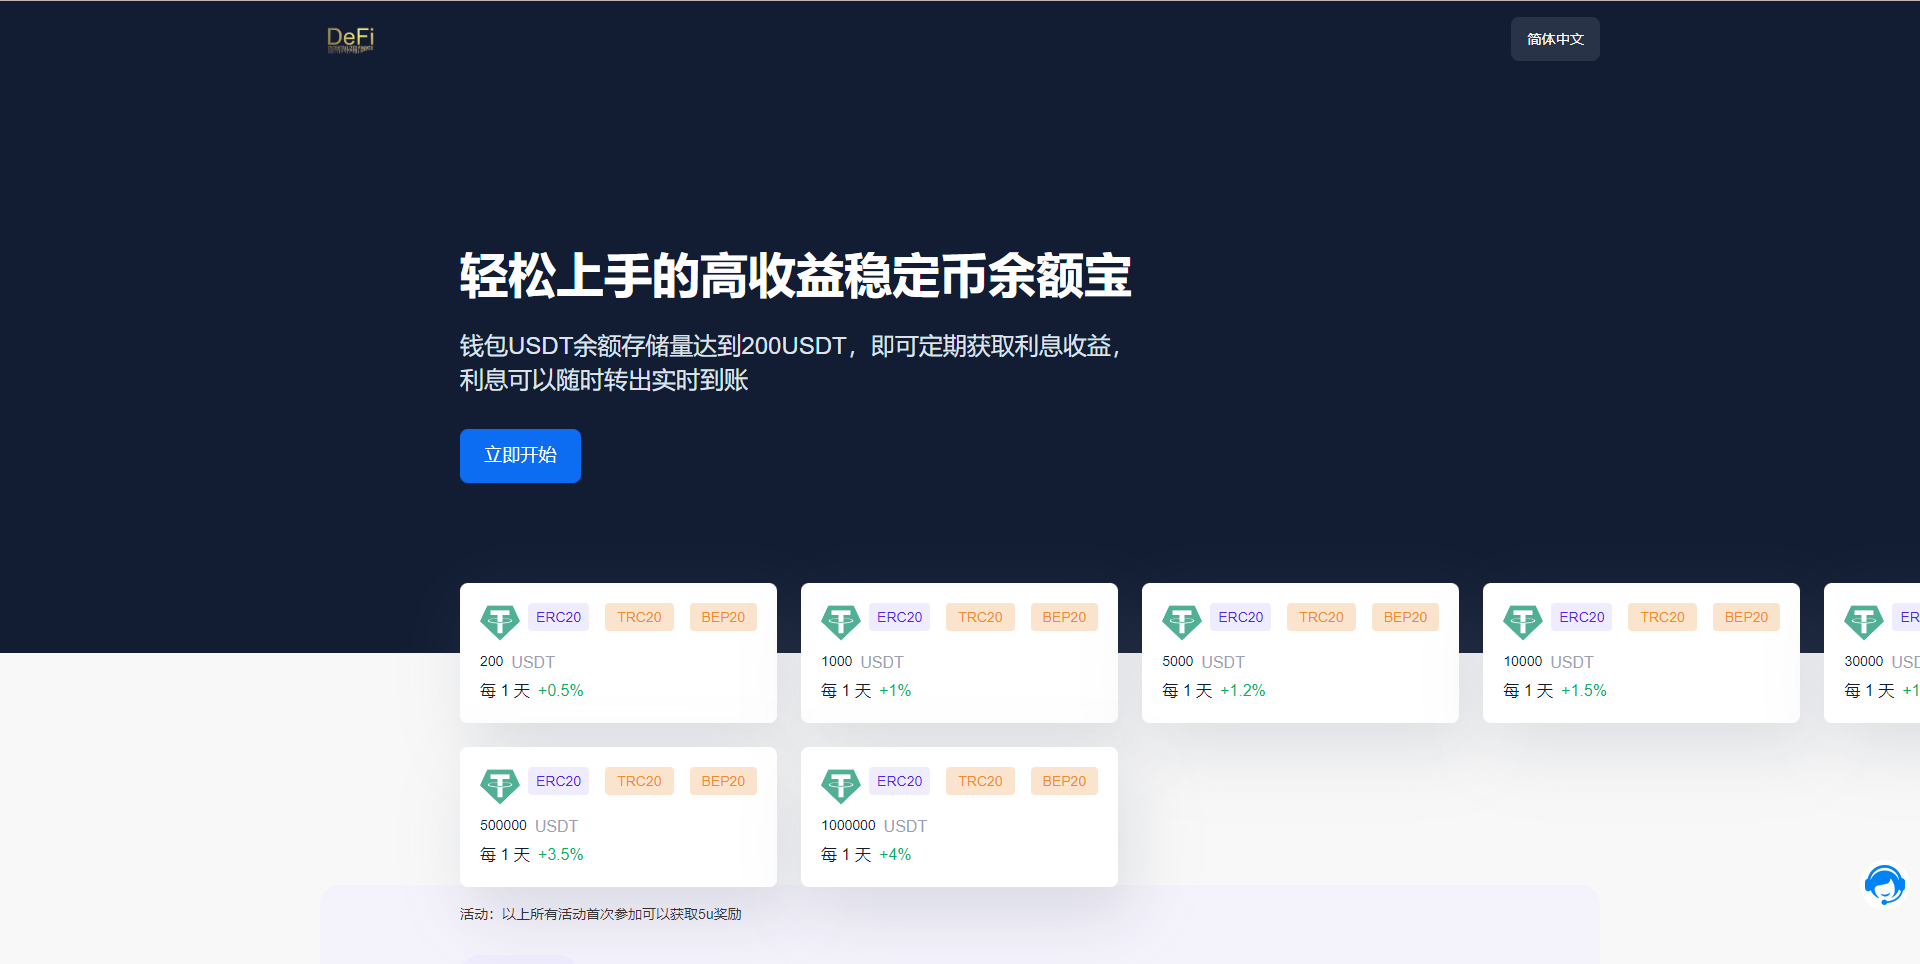 DeFi
简体中文
轻松上手的高收益稳定币余额宝
钱包USDT余额存储量达到200USDT，即可定期获取利息收益，
利息可以随时转出实时到账
立即开始
ERC20 TRC20 BEP20
200 USDT
每 1 天 +0.5%
ERC20 TRC20 BEP20
1000 USDT
每 1 天 +1%
ERC20 TRC20 BEP20
5000 USDT
每 1 天 +1.2%
ERC20 TRC20 BEP20
10000 USDT
每 1 天 +1.5%
ER
30000 USD
每 1 天 +1
ERC20 TRC20 BEP20
500000 USDT
每 1 天 +3.5%
ERC20 TRC20 BEP20
1000000 USDT
每 1 天 +4%
活动：以上所有活动首次参加可以获取5u奖励